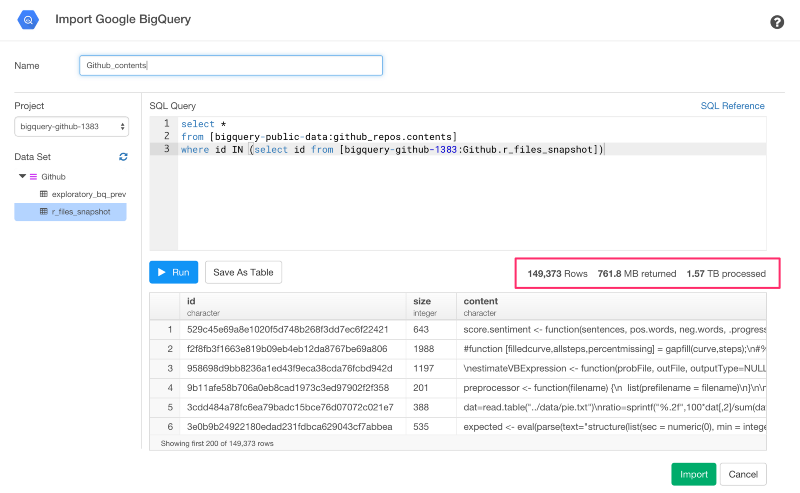 Import Google BigQuery
?
Name
Github_contents
Project
bigquery-github-1383
Data Set
Github
exploratory_bq_prev
r_files_snapshot
SQL Query
SQL Reference
1 select *
2 from [bigquery-public-data:github_repos.contents]
3 where id IN (select id from [bigquery-github-1383:Github.r_files_snapshot])
Run
Save As Table
149,373 Rows 761.8 MB returned 1.57 TB processed
id size content
character integer character
1 529c45e69a8e1020f5d748b268f3dd7ec6f22421 643 score.sentiment <- function(sentences, pos.words, neg.words, .progress
2 f2f8fb3f1663e819b09eb4eb12da8767be69a806 1988 #function [filledcurve,allsteps,percentmissing] = gapfill(curve,steps);\n#%
3 958698d9bb8236a1ed43f9eca38cda76fcbd942d 1197 \nestimateVBExpression <- function(probFile, outFile, outputType=NULL
4 9b11afe58b706a0eb8cad1973c3ed97902f2f358 201 preprocessor <- function(filename) {\n list(prefilename = filename)\n}\n\n
5 3cdd484a78fc6ea79badc15bce76d07072c021e7 388 dat=read.table("../data/pie.txt")\nratio=sprintf("%.2f",100*dat[,2]/sum(da
6 3e0b9b24922180edad231fdbca629043cf7abbea 535 expected <- eval(parse(text="structure(list(sec = numeric(0), min = intege
Showing first 200 of 149,373 rows
Import
Cancel